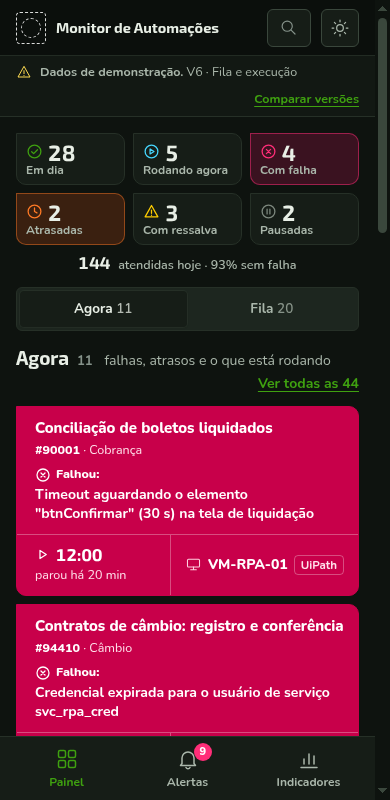 Monitor de Automações
Dados de demonstração. V6 · Fila e execução
Comparar versões
28
Em dia
5
Rodando agora
4
Com falha
2
Atrasadas
3
Com ressalva
2
Pausadas
144 atendidas hoje · 93% sem falha
Agora 11
Fila 20
Agora 11 falhas, atrasos e o que está rodando
Ver todas as 44
Conciliação de boletos liquidados
#90001 · Cobrança
Falhou:
Timeout aguardando o elemento
"btnConfirmar" (30 s) na tela de liquidação
12:00
parou há 20 min
VM-RPA-01 UiPath
Contratos de câmbio: registro e conferência
#94410 · Câmbio
Falhou:
Credencial expirada para o usuário de serviço
svc_rpa_cred
9
Painel
Alertas
Indicadores